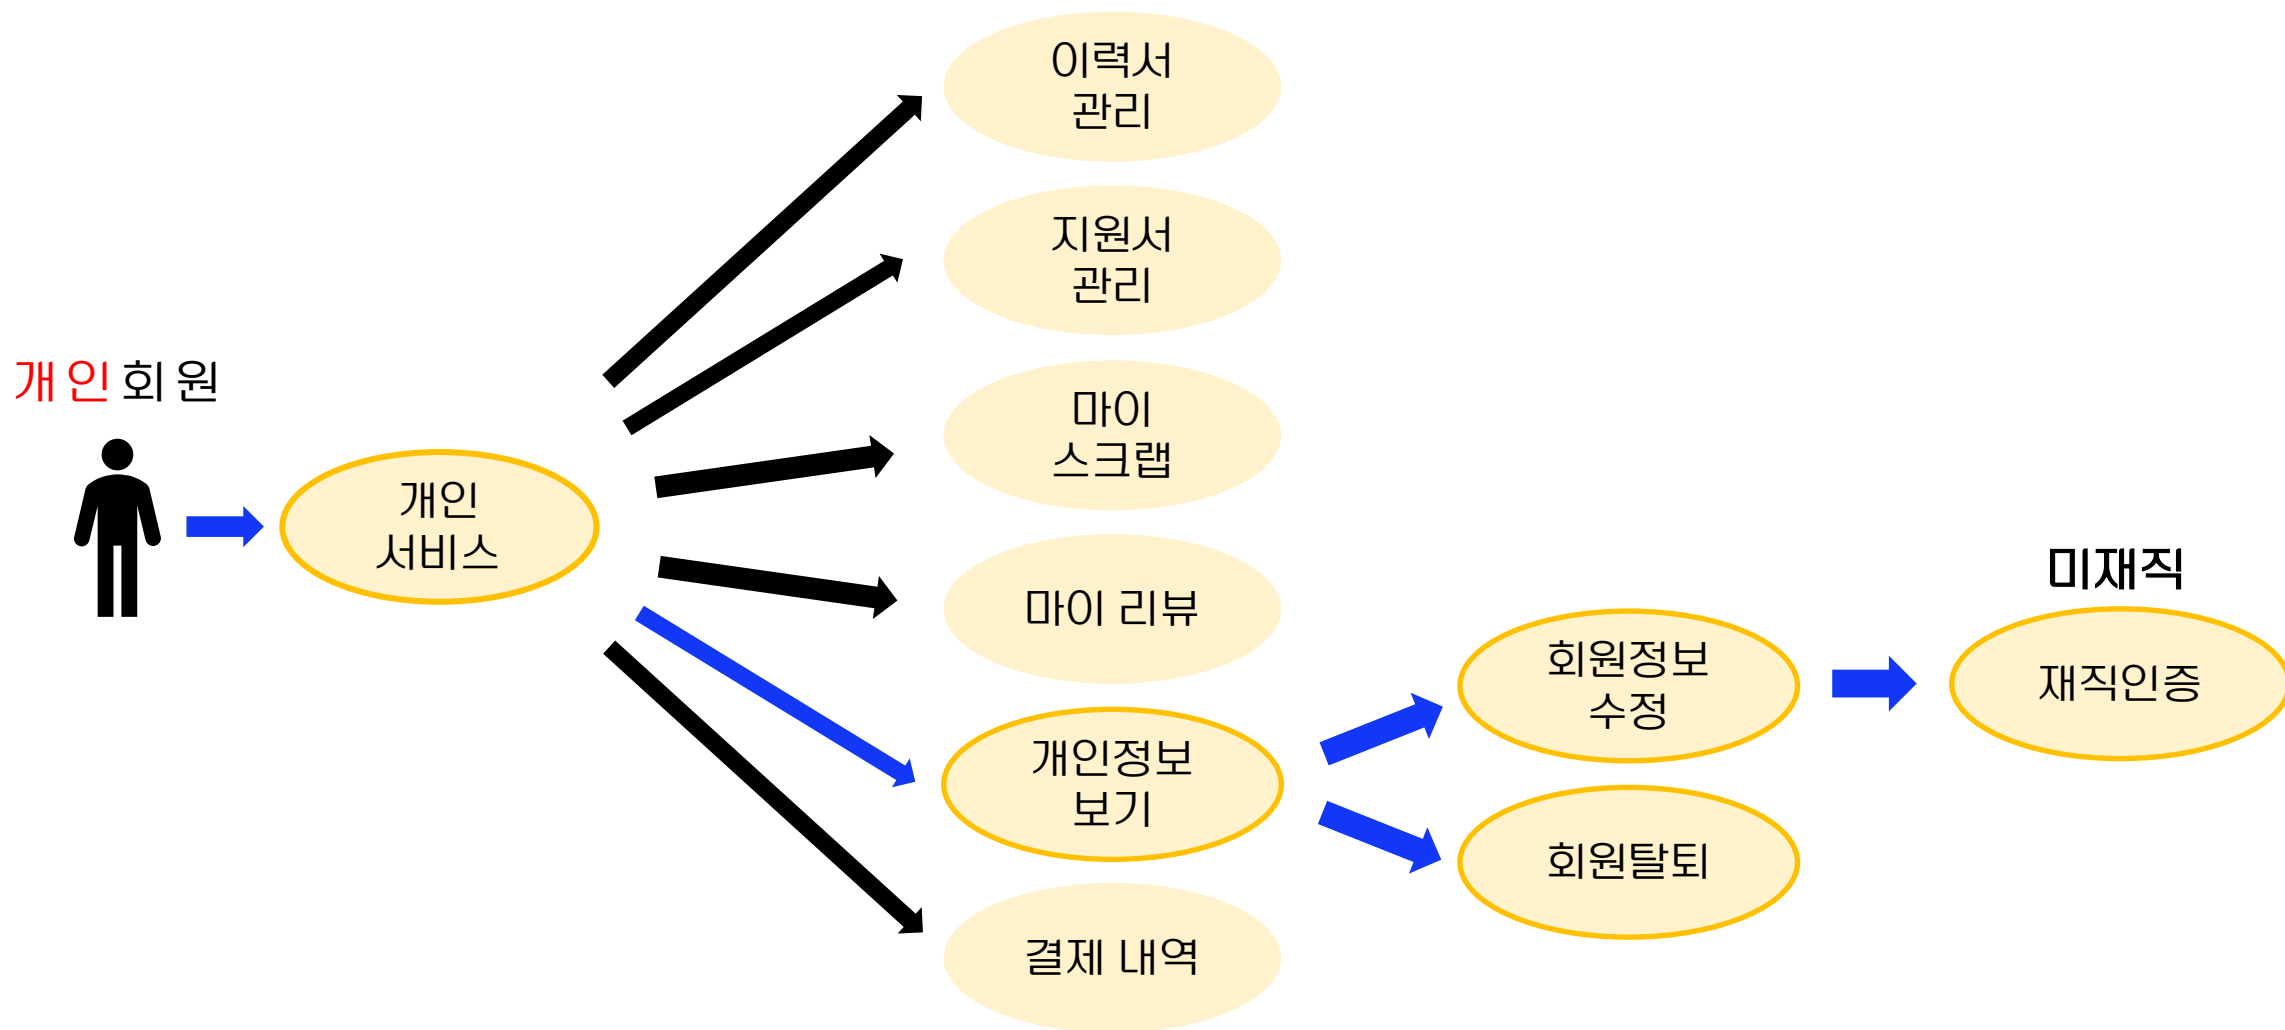 개인회원
개인
서비스
이력서
관리
지원서
관리
마이
스크랩
마이 리뷰
개인정보
보기
결제 내역
회원정보
수정
회원탈퇴
미재직
재직인증